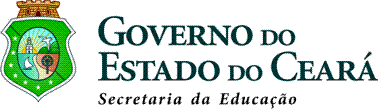 GOVERNO DO
ESTADO DO CEARÁ
Secretaria da Educação